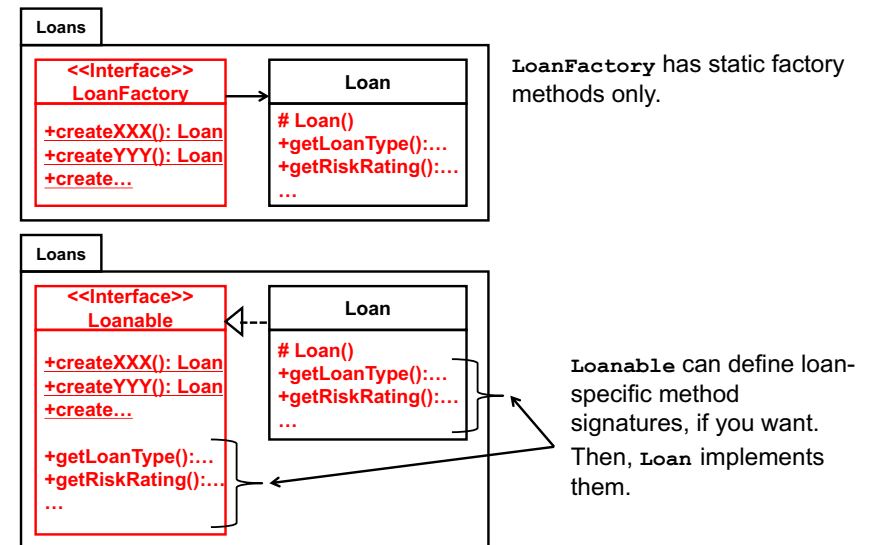 Loans
<<Interface>>
LoanFactory
+createXXX(): Loan
+createYYY(): Loan
+create…
Loan
# Loan()
+getLoanType():…
+getRiskRating():…
…
LoanFactory has static factory
methods only.
Loans
<<Interface>>
Loanable
+createXXX(): Loan
+createYYY(): Loan
+create…
+getLoanType():…
+getRiskRating():…
…
Loan
# Loan()
+getLoanType():…
+getRiskRating():…
…
Loanable can define loan-
specific method
signatures, if you want.
Then, Loan implements
them.